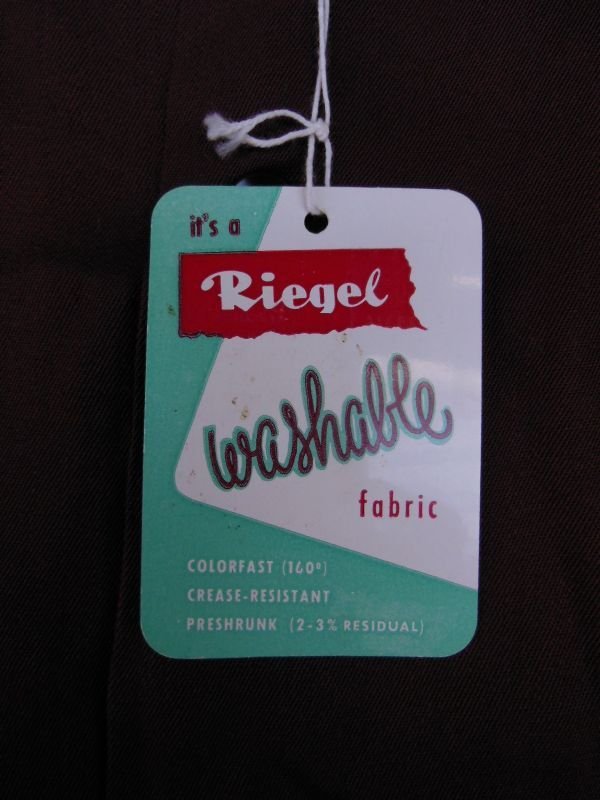 it's a
Riegel
washable
fabric
COLORFAST (160°)
CREASE-RESISTANT
PRESHRUNK (2-3% RESIDUAL)